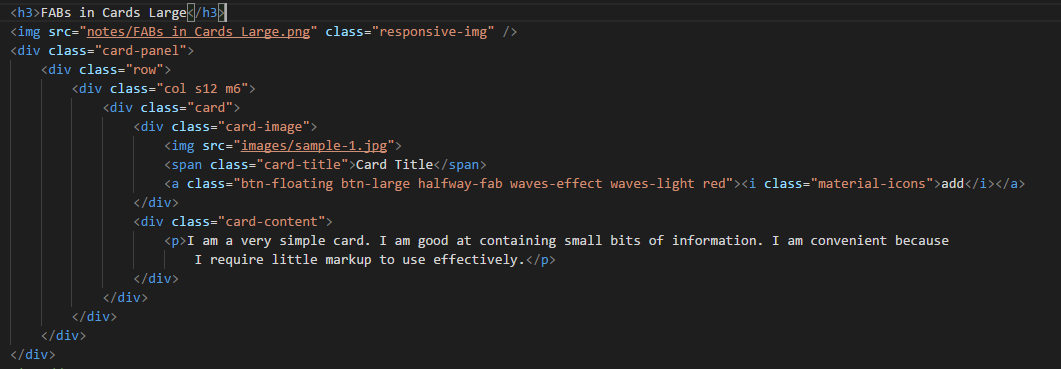 <h3>FABs in Cards Large</h3>
<img src="notes/FABs in Cards Large.png" class="responsive-img" />
<div class="card-panel">
    <div class="row">
        <div class="col s12 m6">
            <div class="card">
                <div class="card-image">
                    <img src="images/sample-1.jpg">
                    <span class="card-title">Card Title</span>
                    <a class="btn-floating btn-large halfway-fab waves-effect waves-light red"><i class="material-icons">add</i></a>
                </div>
                <div class="card-content">
                    <p>I am a very simple card. I am good at containing small bits of information. I am convenient because
                        I require little markup to use effectively.</p>
                </div>
            </div>
        </div>
    </div>
</div>